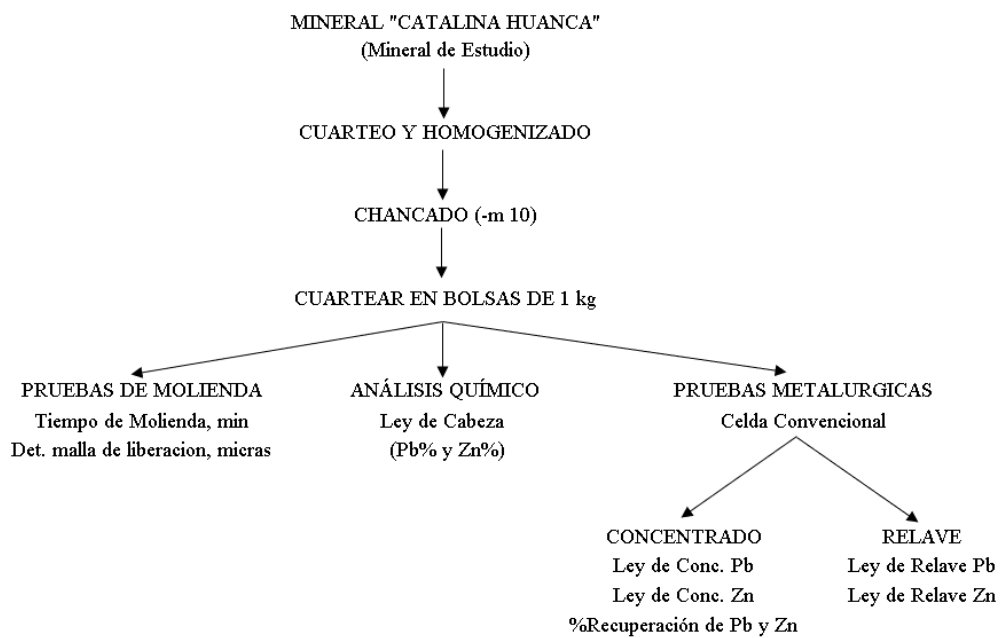 MINERAL "CATALINA HUANCA"
(Mineral de Estudio)
CUARTEO Y HOMOGENIZADO
CHANCADO (-m 10)
CUARTEAR EN BOLSAS DE 1 kg
PRUEBAS DE MOLIENDA
Tiempo de Molienda, min
Det. malla de liberacion, micras
ANÁLISIS QUÍMICO
Ley de Cabeza
(Pb% y Zn%)
PRUEBAS METALURGICAS
Celda Convencional
CONCENTRADO
Ley de Conc. Pb
Ley de Conc. Zn
%Recuperación de Pb y Zn
RELAVE
Ley de Relave Pb
Ley de Relave Zn